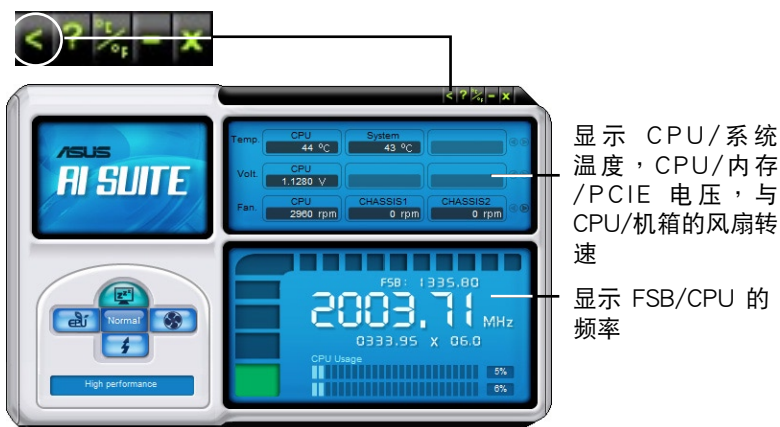 < ? °C/°F – x
< ? °C/°F – x
ASUS
AI SUITE
Temp. CPU System
44 °C 43 °C
Volt. CPU
1.1280 V
Fan. CPU CHASSIS1 CHASSIS2
2960 rpm 0 rpm 0 rpm
显示 CPU/系统
温度，CPU/内存
/PCIE 电压，与
CPU/机箱的风扇转
速
FSB: 1335.80
2003.71 MHz
0333.95 x 06.0
显示 FSB/CPU 的
频率
CPU Usage
5%
6%
zzz
epu Normal
High performance